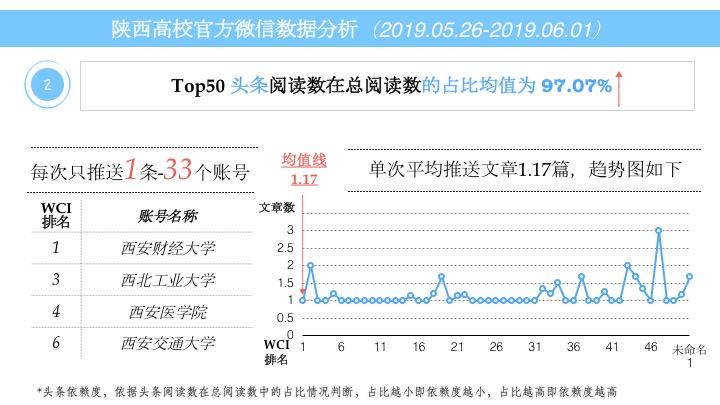 陕西高校官方微信数据分析（2019.05.26-2019.06.01）
2
Top50 头条阅读数在总阅读数的占比均值为 97.07%
每次只推送1条-33个账号
均值线
1.17
单次平均推送文章1.17篇，趋势图如下
WCI
排名
账号名称
1 西安财经大学
3 西北工业大学
4 西安医学院
6 西安交通大学
文章数
3
2.5
2
1.5
1
0.5
0
WCI
排名
1 6 11 16 21 26 31 36 41 46 未命名
1
*头条依赖度，依据头条阅读数在总阅读数中的占比情况判断，占比越小即依赖度越小，占比越高即依赖度越高